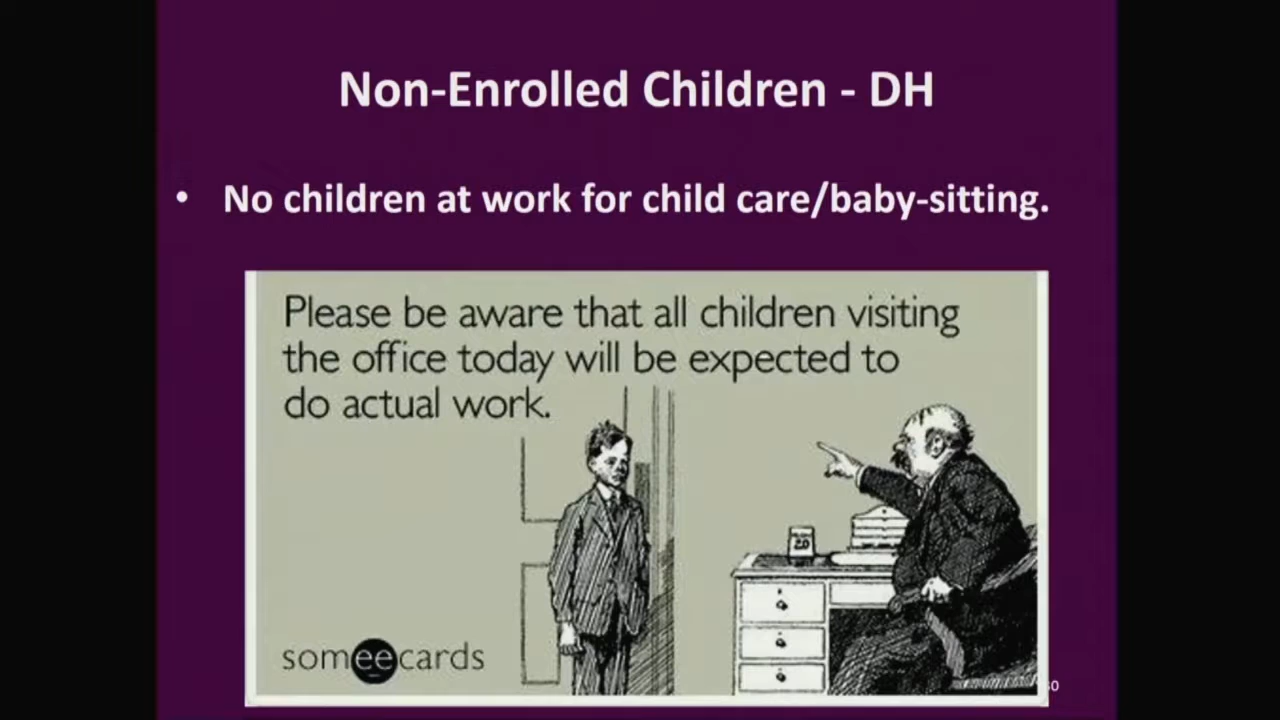 Non-Enrolled Children - DH
• No children at work for child care/baby-sitting.
Please be aware that all children visiting
the office today will be expected to
do actual work.
20
someecards